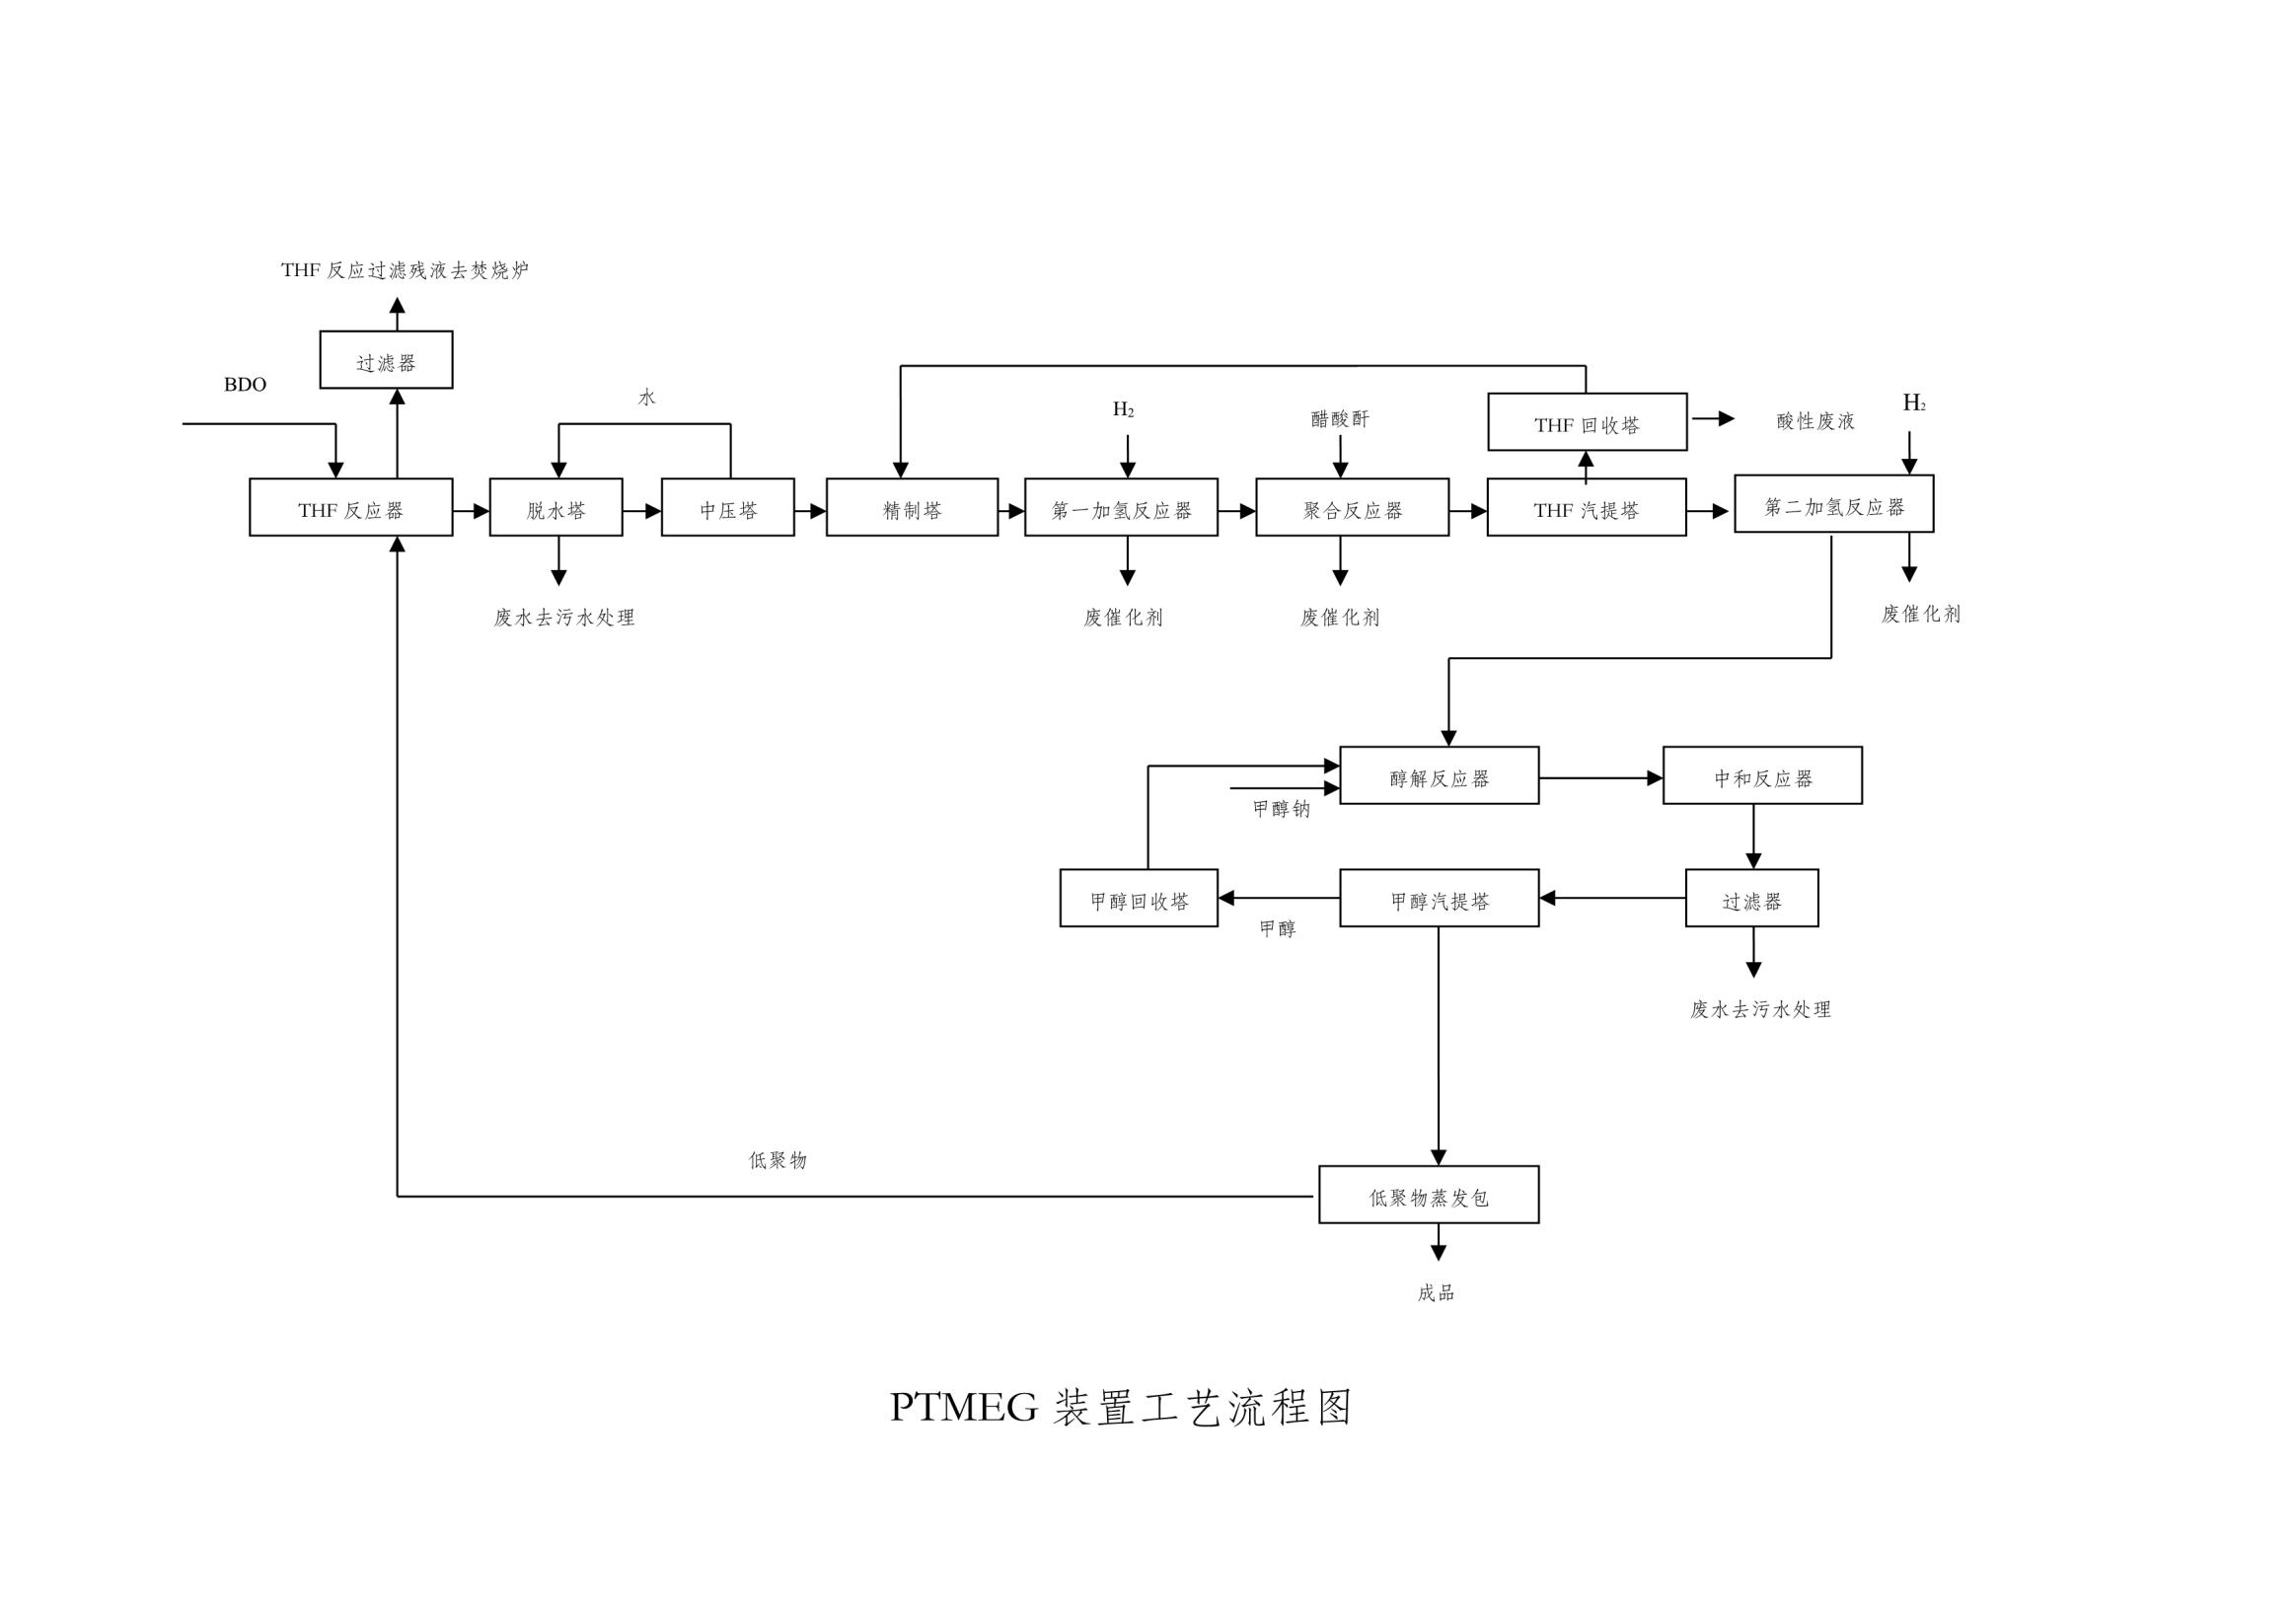 THF 反应过滤残液去焚烧炉
过滤器
BDO
水
H₂
醋酸酐
THF 回收塔
酸性废液
H₂
THF 反应器
脱水塔
中压塔
精制塔
第一加氢反应器
聚合反应器
THF 汽提塔
第二加氢反应器
废水去污水处理
废催化剂
废催化剂
废催化剂
醇解反应器
中和反应器
甲醇钠
甲醇回收塔
甲醇汽提塔
过滤器
甲醇
废水去污水处理
低聚物
低聚物蒸发包
成品
PTMEG 装置工艺流程图